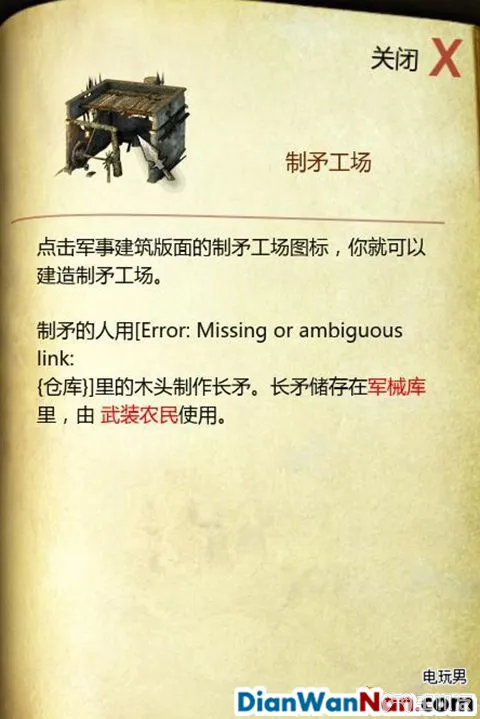 关闭 X
制矛工场
点击军事建筑版面的制矛工场图标，你就可以
建造制矛工场。
制矛的人用[Error: Missing or ambiguous
link:
{仓库}]里的木头制作长矛。长矛储存在军械库
里，由 武装农民使用。
电玩男
DianWanNan.com